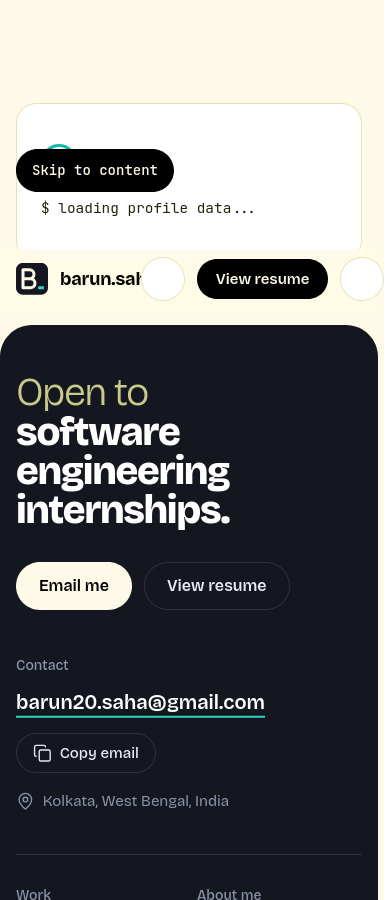 Skip to content
$ loading profile data...
B_
barun.sah
View resume
Open to
software
engineering
internships.
Email me
View resume
Contact
barun20.saha@gmail.com
Copy email
Kolkata, West Bengal, India
Work
About me